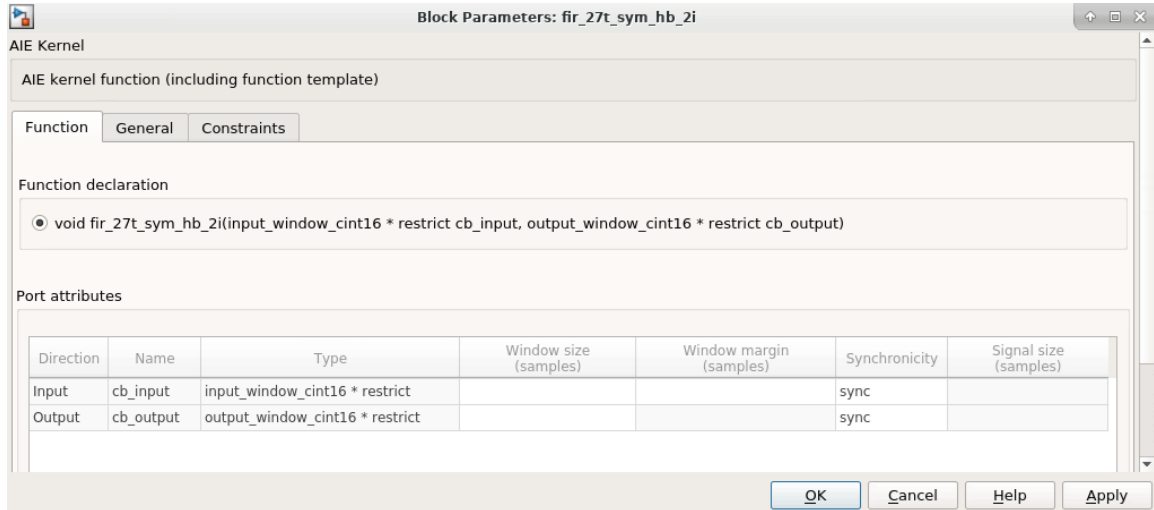 Block Parameters: fir_27t_sym_hb_2i
AIE Kernel
AIE kernel function (including function template)
Function General Constraints
Function declaration
void fir_27t_sym_hb_2i(input_window_cint16 * restrict cb_input, output_window_cint16 * restrict cb_output)
Port attributes
Direction Name Type Window size (samples) Window margin (samples) Synchronicity Signal size (samples)
Input cb_input input_window_cint16 * restrict sync
Output cb_output output_window_cint16 * restrict sync
OK Cancel Help Apply